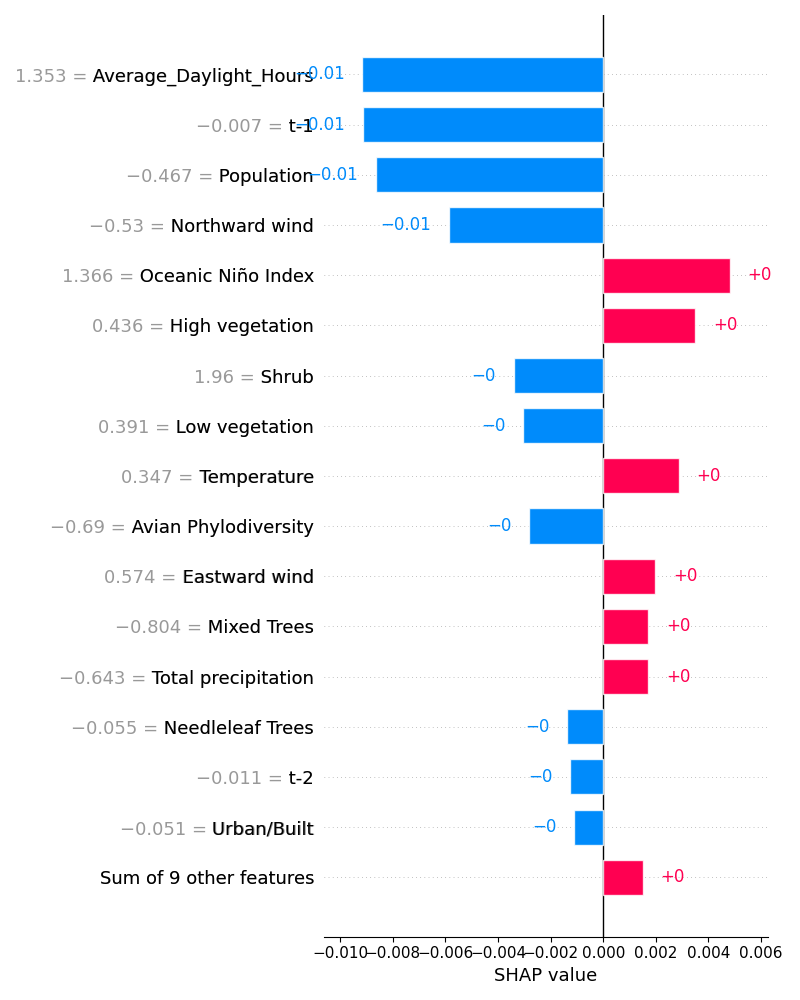 1.353 = Average_Daylight_Hours −0.01
−0.007 = t-1 −0.01
−0.467 = Population −0.01
−0.53 = Northward wind −0.01
1.366 = Oceanic Niño Index +0
0.436 = High vegetation +0
1.96 = Shrub −0
0.391 = Low vegetation −0
0.347 = Temperature +0
−0.69 = Avian Phylodiversity −0
0.574 = Eastward wind +0
−0.804 = Mixed Trees +0
−0.643 = Total precipitation +0
−0.055 = Needleleaf Trees −0
−0.011 = t-2 −0
−0.051 = Urban/Built −0
Sum of 9 other features +0
−0.010 −0.008 −0.006 −0.004 −0.002 0.000 0.002 0.004 0.006
SHAP value